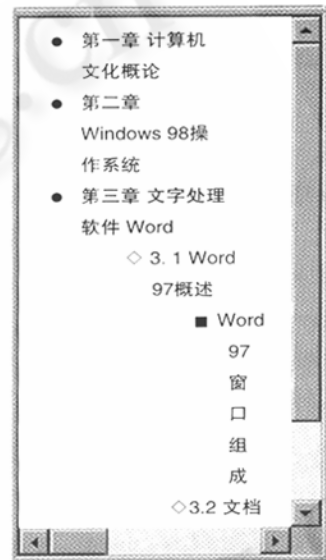 ● 第一章 计算机
文化概论
● 第二章
Windows 98操
作系统
● 第三章 文字处理
软件 Word
◇ 3. 1 Word
97概述
■ Word
97
窗
口
组
成
◇3.2 文档